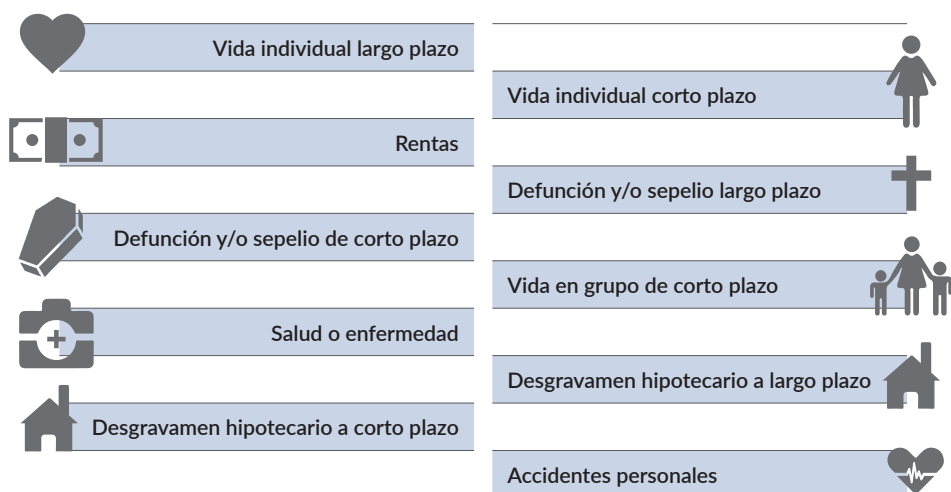 Vida individual largo plazo
Vida individual corto plazo
Rentas
Defunción y/o sepelio largo plazo
Defunción y/o sepelio de corto plazo
Vida en grupo de corto plazo
Salud o enfermedad
Desgravamen hipotecario a largo plazo
Desgravamen hipotecario a corto plazo
Accidentes personales